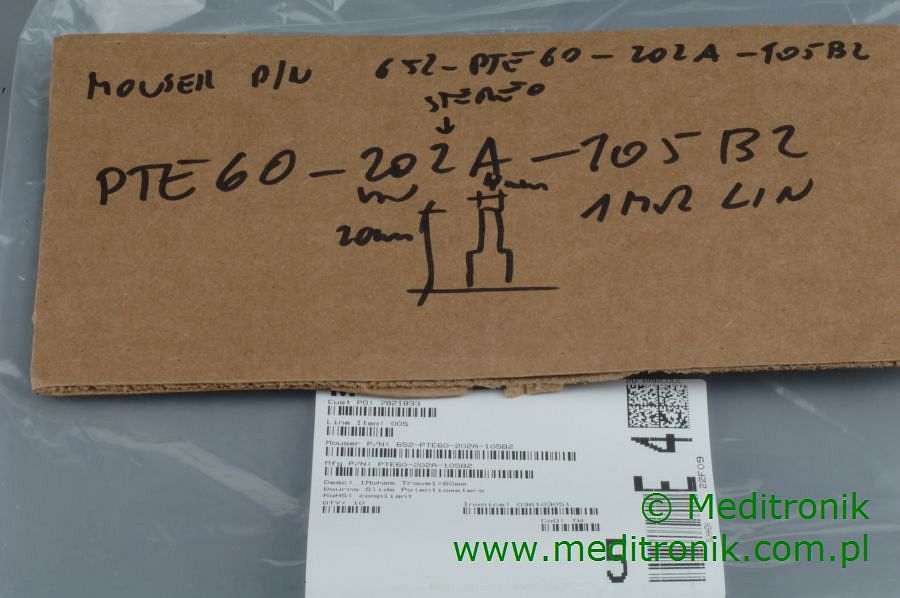 MOUSER P/N 652-PTE60-202A-105B2
STEREO
PTE60-202A-105B2
20mm
1MΩ LIN
Cust PO: 7821833
Line Item: 005
Mouser P/N: 652-PTE60-202A-105B2
Mfg P/N: PTE60-202A-105B2
Desc: 1Mohms Travel=60mm
Bourns Slide Potentiometers
RoHS: compliant
QTY: 10
Invoice: 036103051
CoO: TW
22F09
E 4
5
© Meditronik
www.meditronik.com.pl